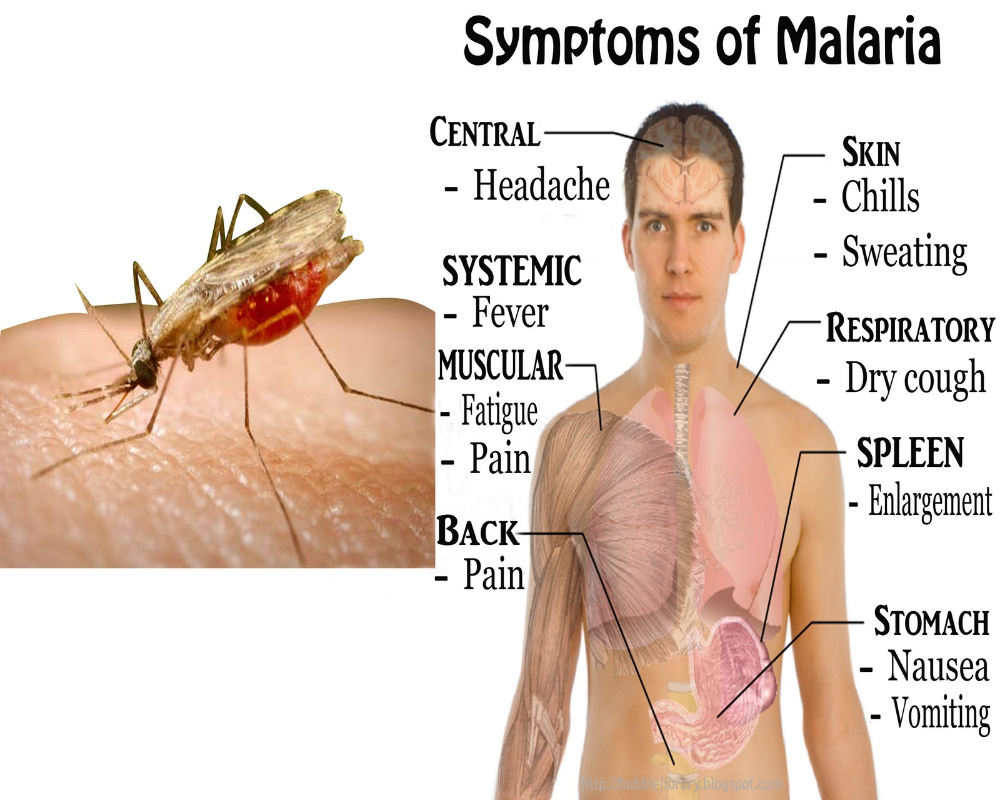 Symptoms of Malaria
CENTRAL
- Headache
SYSTEMIC
- Fever
MUSCULAR
- Fatigue
- Pain
BACK
- Pain
SKIN
- Chills
- Sweating
RESPIRATORY
- Dry cough
SPLEEN
- Enlargement
STOMACH
- Nausea
- Vomiting
http://bubblelibrary.blogspot.com